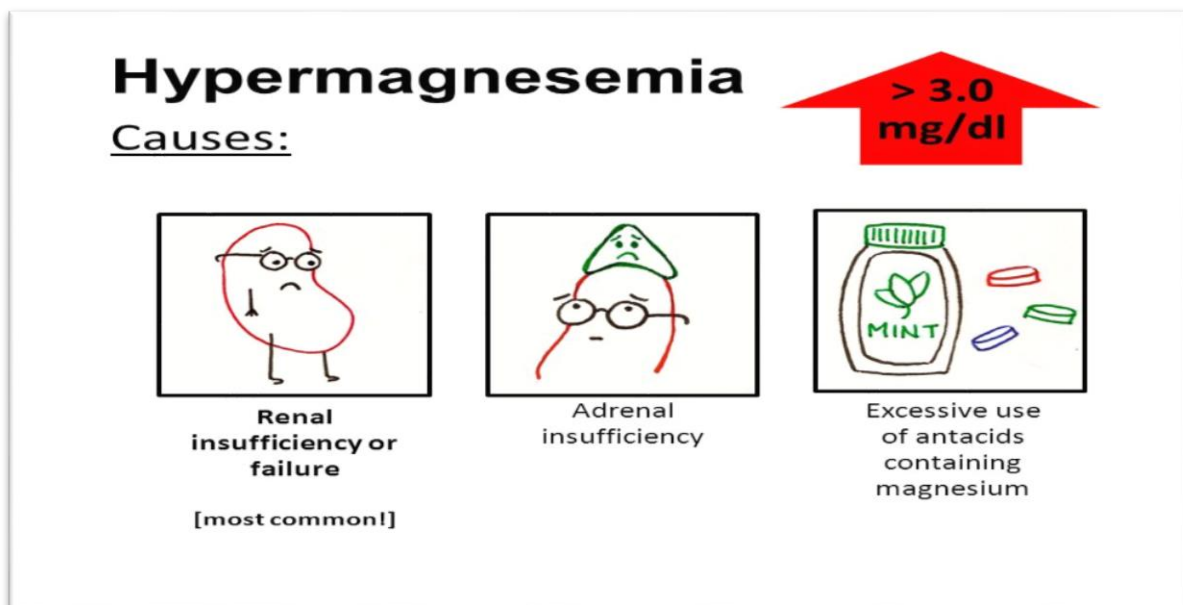 Hypermagnesemia
> 3.0
mg/dl
Causes:
MINT
Renal
insufficiency or
failure
[most common!]
Adrenal
insufficiency
Excessive use
of antacids
containing
magnesium